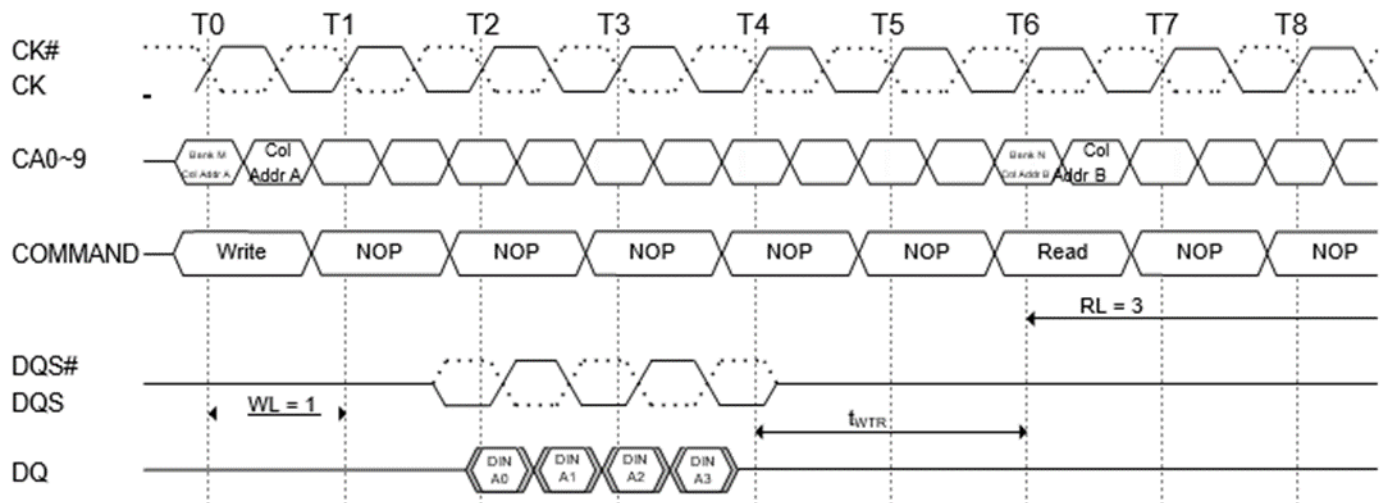 T0 T1 T2 T3 T4 T5 T6 T7 T8
CK#
CK
CA0~9
Bank M
Col Addr A
Col
Addr A
Bank N
Col Addr B
Col
Addr B
COMMAND
Write NOP NOP NOP NOP NOP Read NOP NOP
RL = 3
DQS#
DQS
WL = 1
tWTR
DQ
DIN
A0
DIN
A1
DIN
A2
DIN
A3